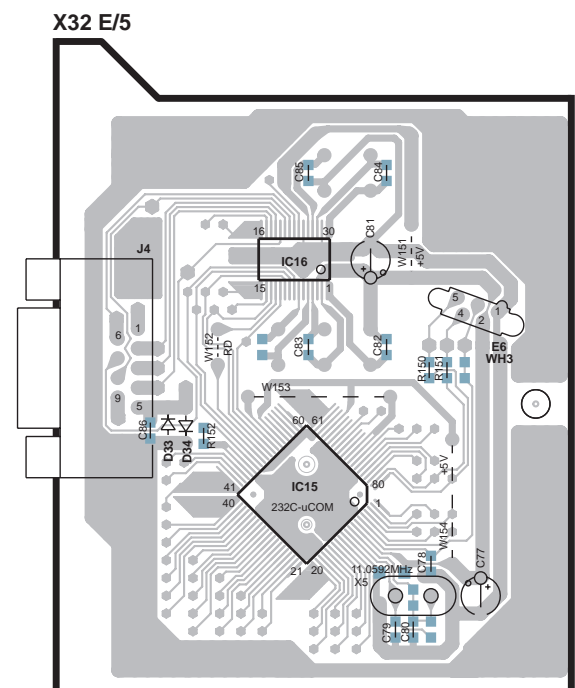 X32 E/5
C85
C84
C81
W151
+5V
J4
16
30
IC16
15
1
5
4
2
1
E6
WH3
6
1
W152
RD
C83
C82
R150
R151
9
5
W153
C86
D33
D34
R152
60
61
+5V
41
40
IC15
232C-uCOM
80
1
W154
21
20
11.0592MHz
X5
C78
C77
C79
C80